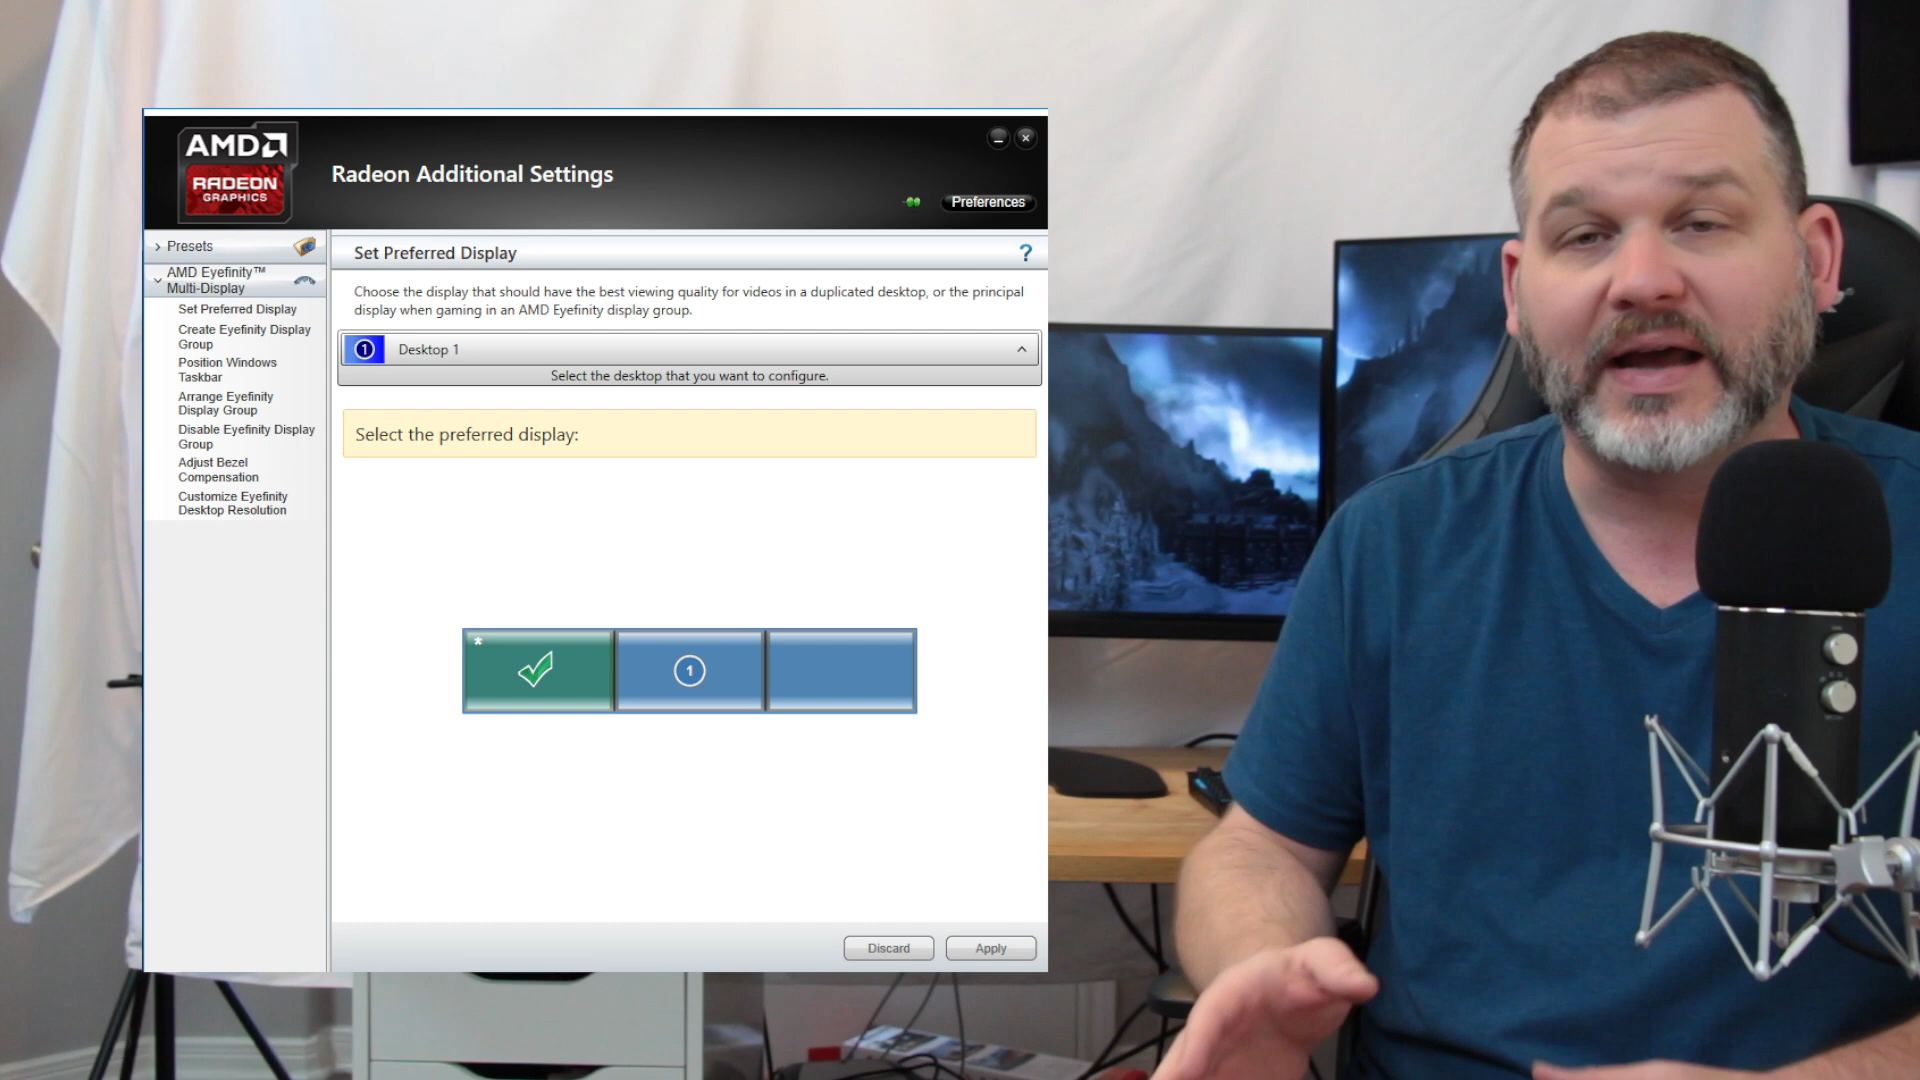 AMD
RADEON
GRAPHICS
Radeon Additional Settings
Preferences
Presets
AMD Eyefinity™
Multi-Display
Set Preferred Display
Create Eyefinity Display
Group
Position Windows
Taskbar
Arrange Eyefinity
Display Group
Disable Eyefinity Display
Group
Adjust Bezel
Compensation
Customize Eyefinity
Desktop Resolution
Set Preferred Display
?
Choose the display that should have the best viewing quality for videos in a duplicated desktop, or the principal
display when gaming in an AMD Eyefinity display group.
1 Desktop 1
Select the desktop that you want to configure.
Select the preferred display:
*
1
Discard Apply